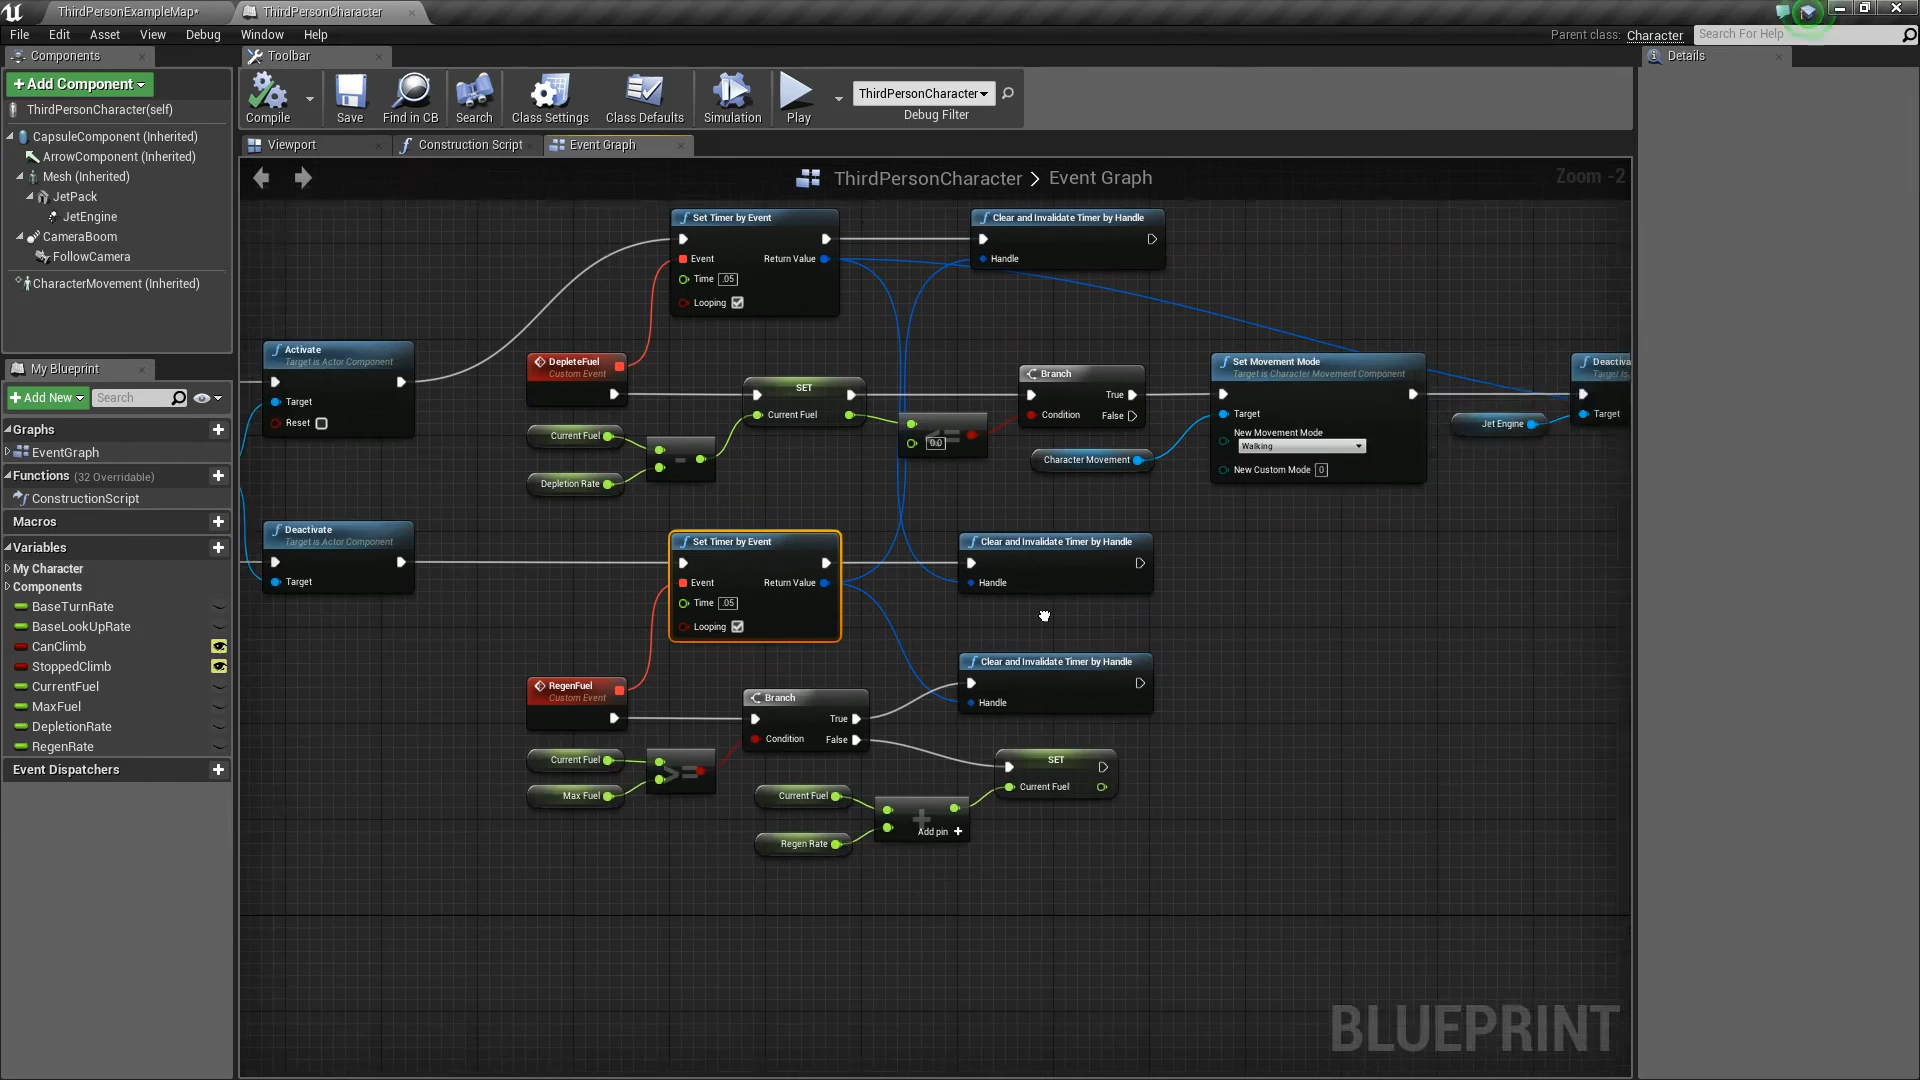 ThirdPersonExampleMap*
ThirdPersonCharacter
File Edit Asset View Debug Window Help
Parent class: Character
Search For Help
Components
Toolbar
Details
+Add Component
ThirdPersonCharacter(self)
CapsuleComponent (Inherited)
ArrowComponent (Inherited)
Mesh (Inherited)
JetPack
JetEngine
CameraBoom
FollowCamera
CharacterMovement (Inherited)
Compile
Save
Find in CB
Search
Class Settings
Class Defaults
Simulation
Play
ThirdPersonCharacter
Debug Filter
Viewport
Construction Script
Event Graph
ThirdPersonCharacter > Event Graph
Zoom -2
My Blueprint
+Add New
Search
Graphs
EventGraph
Functions (32 Overridable)
ConstructionScript
Macros
Variables
My Character
Components
BaseTurnRate
BaseLookUpRate
CanClimb
StoppedClimb
CurrentFuel
MaxFuel
DepletionRate
RegenRate
Event Dispatchers
Set Timer by Event
Event
Return Value
Time .05
Looping
Clear and Invalidate Timer by Handle
Handle
Activate
Target is Actor Component
Target
Reset
DepleteFuel
Custom Event
SET
Current Fuel
Current Fuel
Depletion Rate
-
<=
0.0
Branch
True
Condition
False
Character Movement
Set Movement Mode
Target is Character Movement Component
Target
New Movement Mode
Walking
New Custom Mode 0
Jet Engine
Deactiva
Target is
Target
Deactivate
Target is Actor Component
Target
Set Timer by Event
Event
Return Value
Time .05
Looping
Clear and Invalidate Timer by Handle
Handle
Clear and Invalidate Timer by Handle
Handle
RegenFuel
Custom Event
Branch
True
Condition
False
Current Fuel
Max Fuel
>=
Current Fuel
Regen Rate
+
Add pin +
SET
Current Fuel
BLUEPRINT